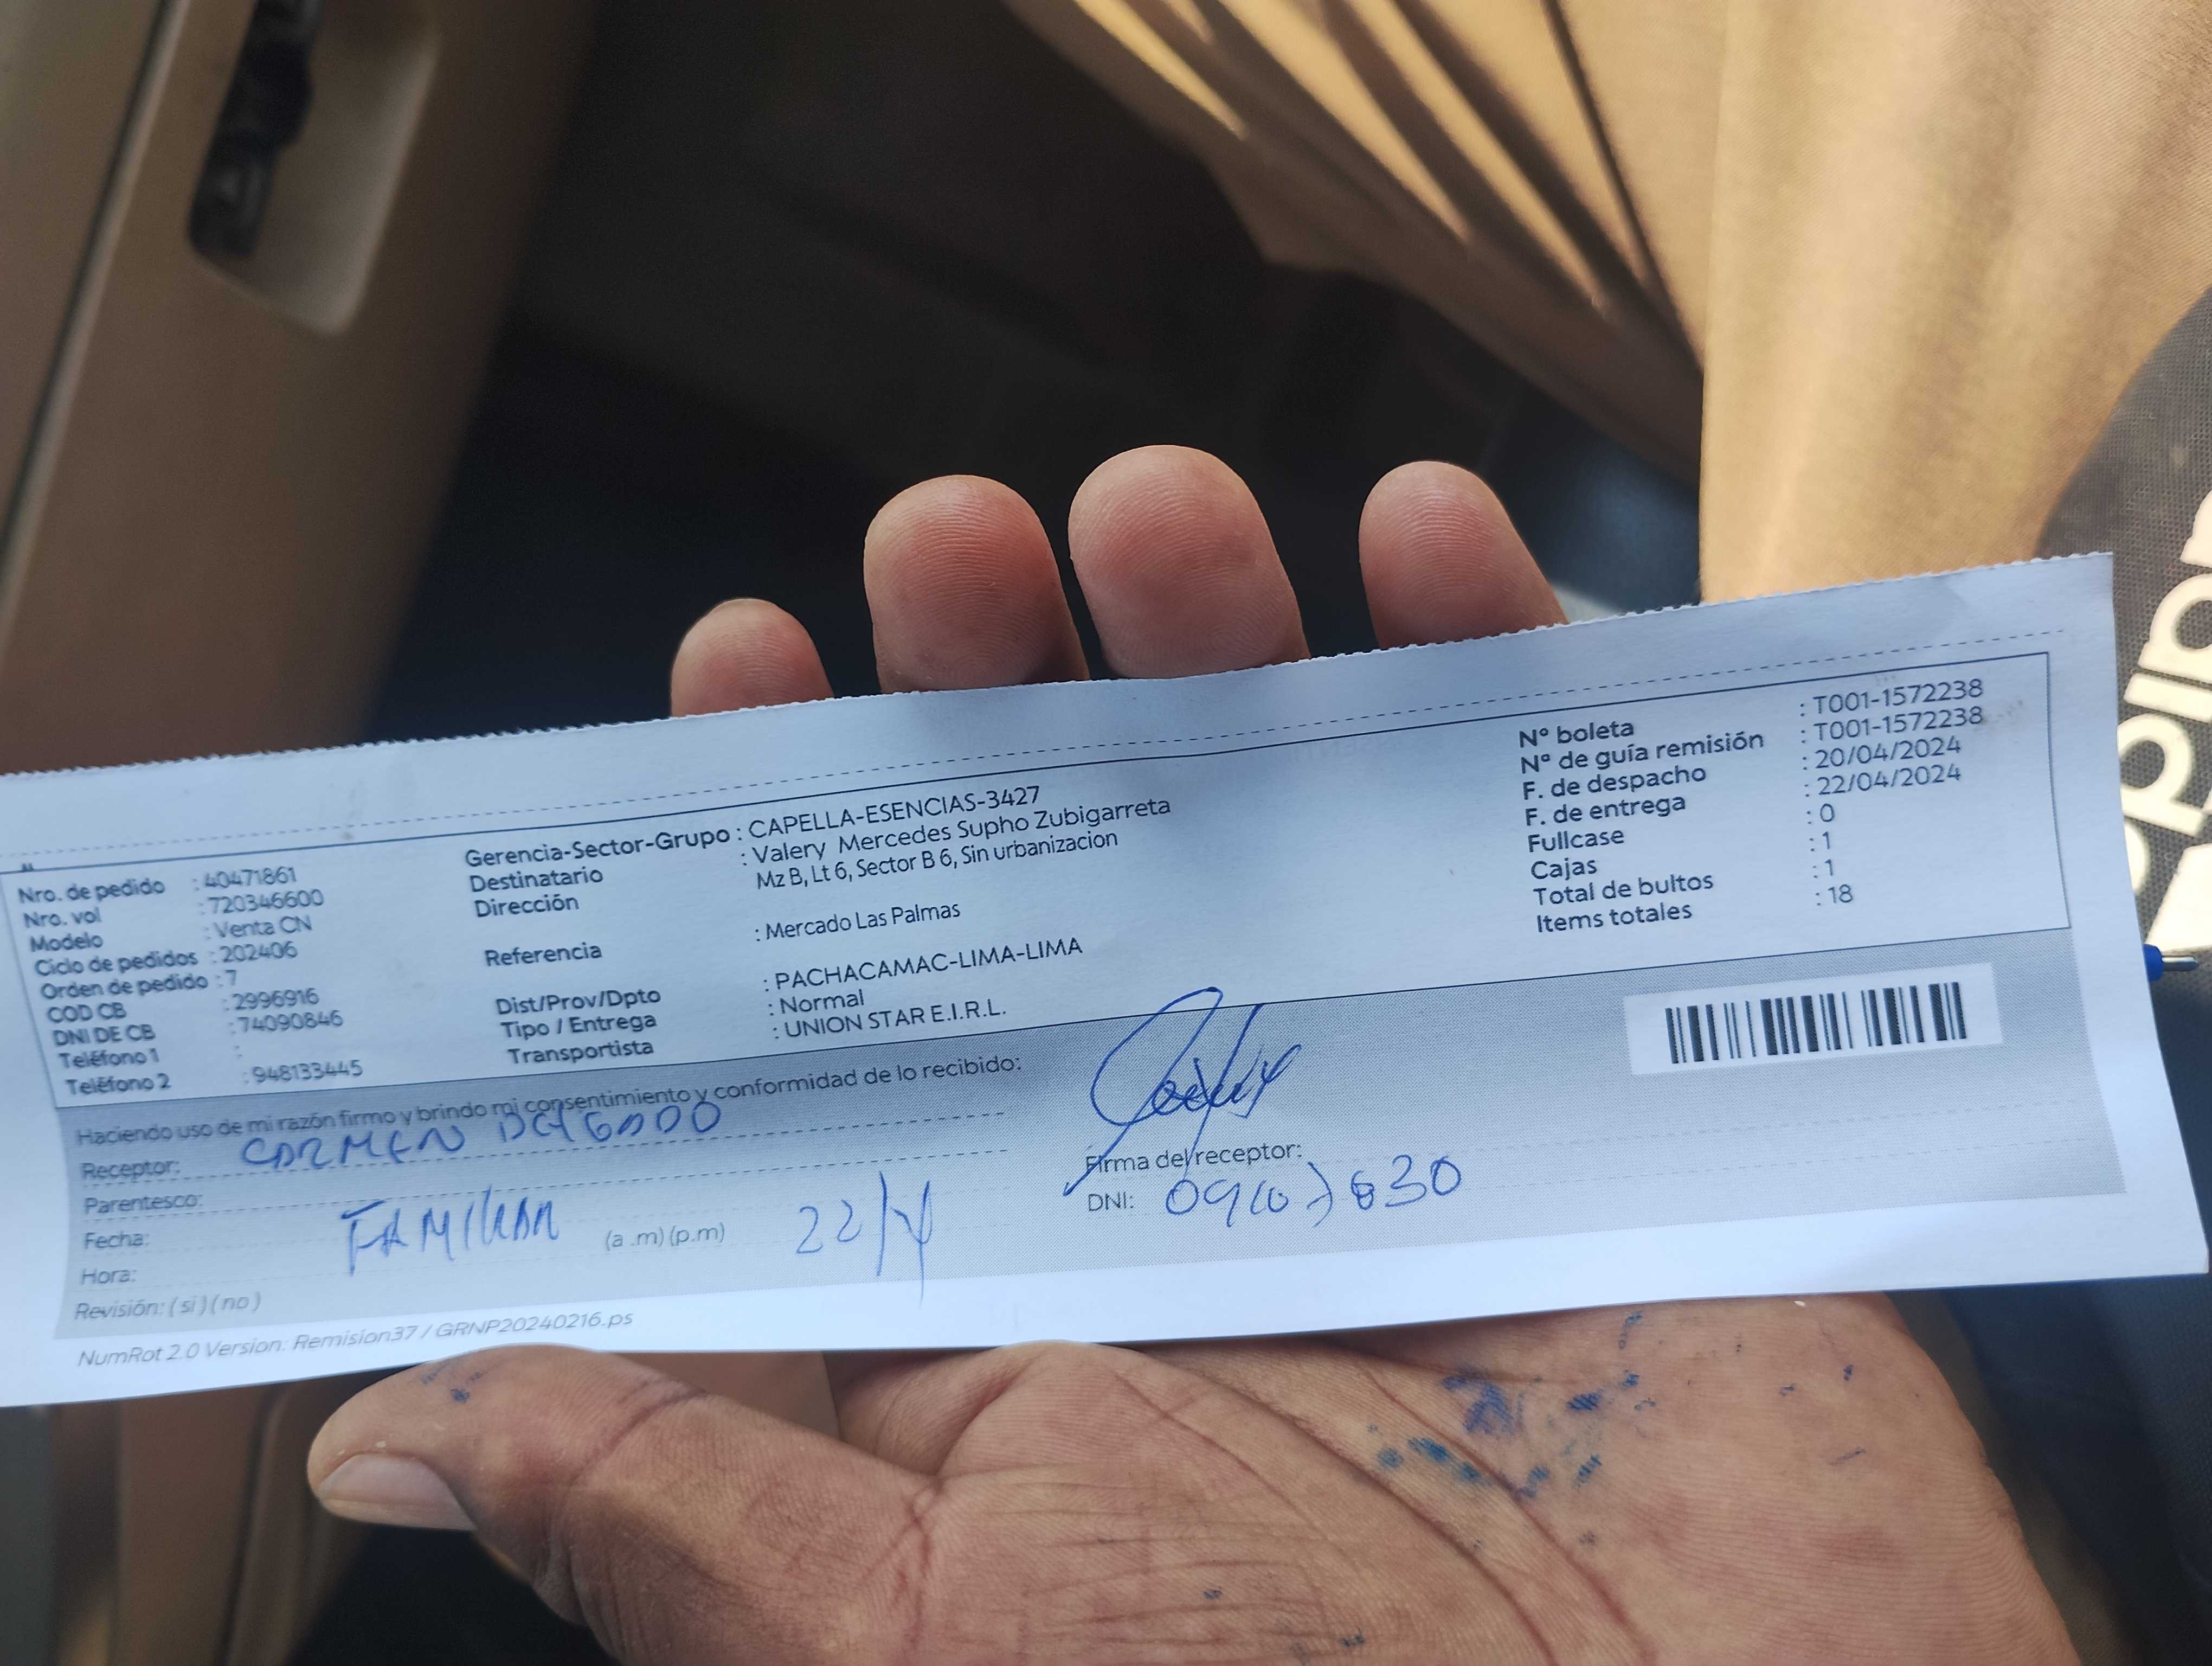 Nro. de pedido : 40471861
Nro. vol : 720346600
Modelo : Venta CN
Ciclo de pedidos : 202406
Orden de pedido : 7
COD CB : 2996916
DNI DE CB : 74090846
Teléfono 1 :
Teléfono 2 : 948133445
Gerencia-Sector-Grupo : CAPELLA-ESENCIAS-3427
Destinatario : Valery Mercedes Supho Zubigarreta
Dirección Mz B, Lt 6, Sector B 6, Sin urbanizacion
Referencia : Mercado Las Palmas
Dist/Prov/Dpto : PACHACAMAC-LIMA-LIMA
Tipo / Entrega : Normal
Transportista : UNION STAR E.I.R.L.
N° boleta : T001-1572238
N° de guía remisión : T001-1572238
F. de despacho : 20/04/2024
F. de entrega : 22/04/2024
Fullcase : 0
Cajas : 1
Total de bultos : 1
Items totales : 18
Haciendo uso de mi razón firmo y brindo mi consentimiento y conformidad de lo recibido:
Receptor: CARMEN DELGADO
Parentesco:
FAMILIAR
Fecha:
(a .m) (p.m) 22/4
Hora:
Revisión: ( si ) ( no )
Firma del receptor:
DNI:
NumRot 2.0 Version: Remision37 / GRNP20240216.ps